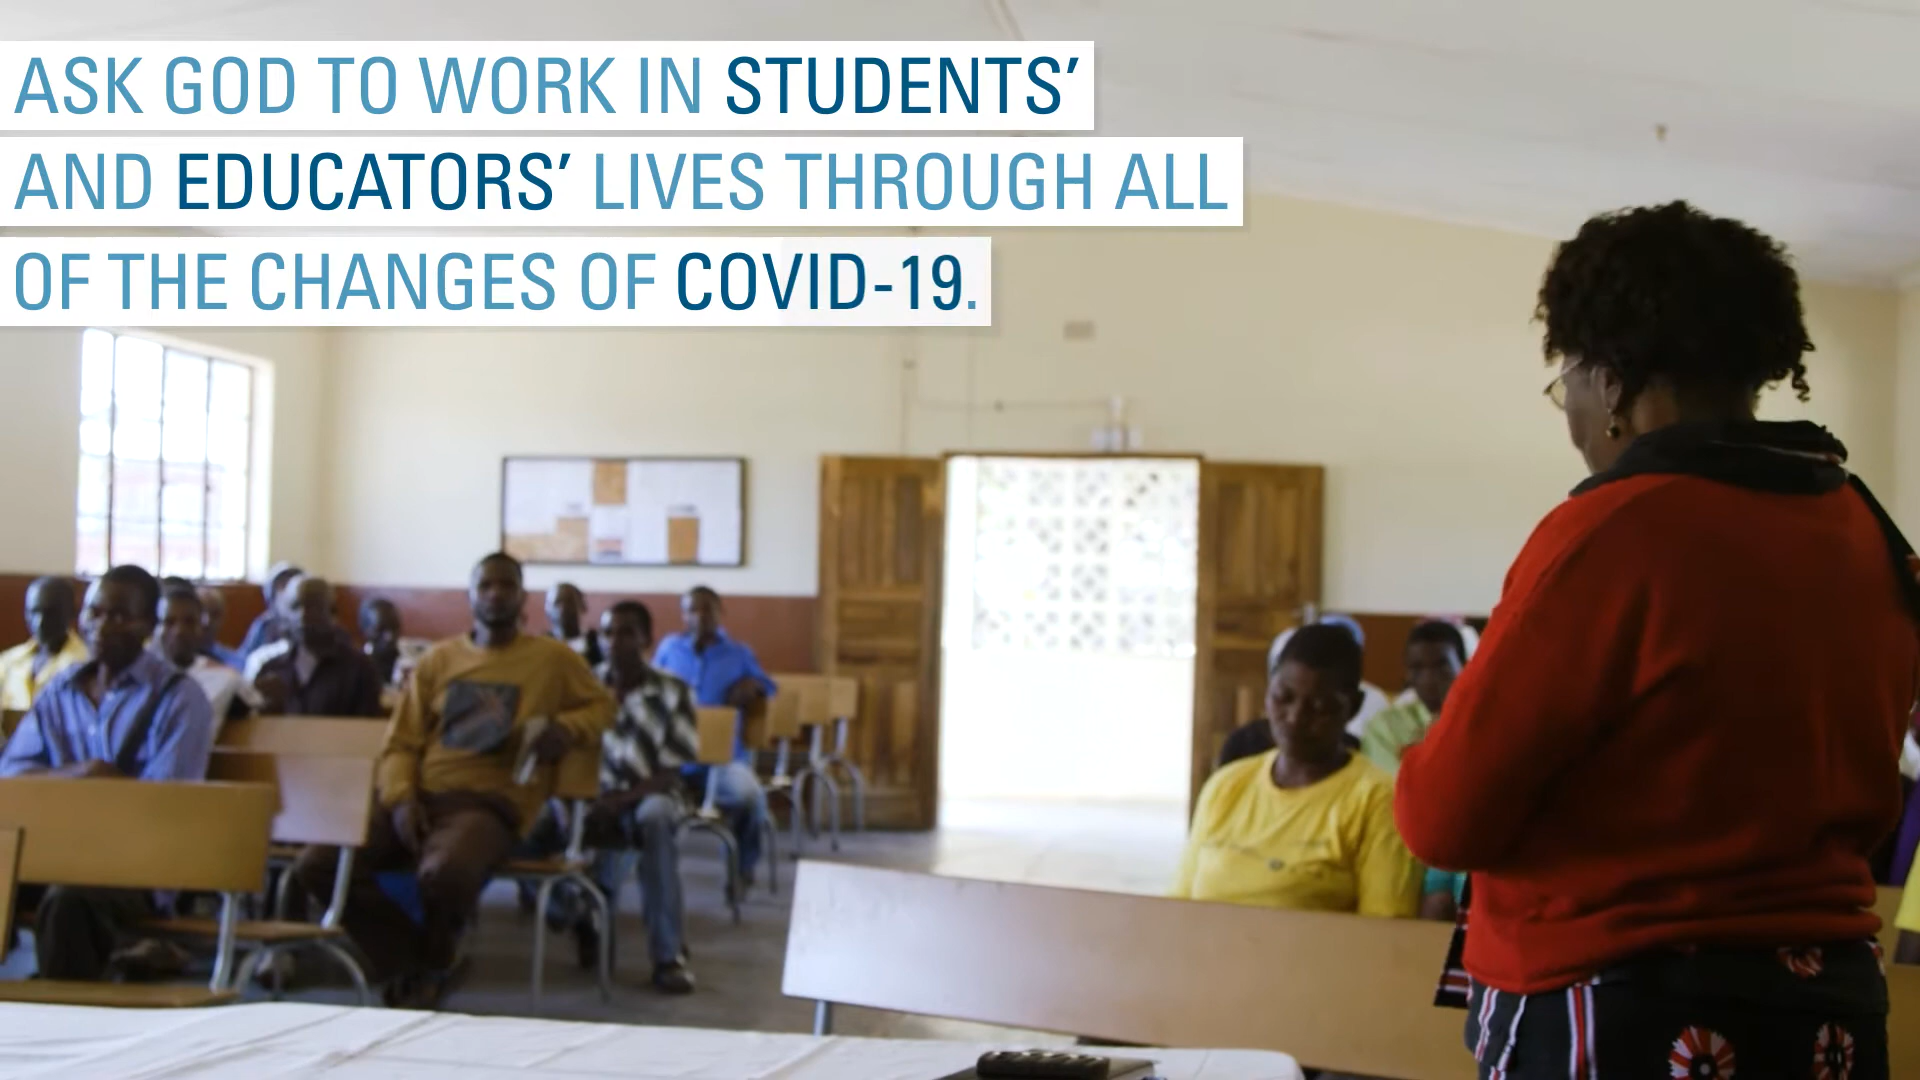 ASK GOD TO WORK IN STUDENTS’
AND EDUCATORS’ LIVES THROUGH ALL
OF THE CHANGES OF COVID-19.